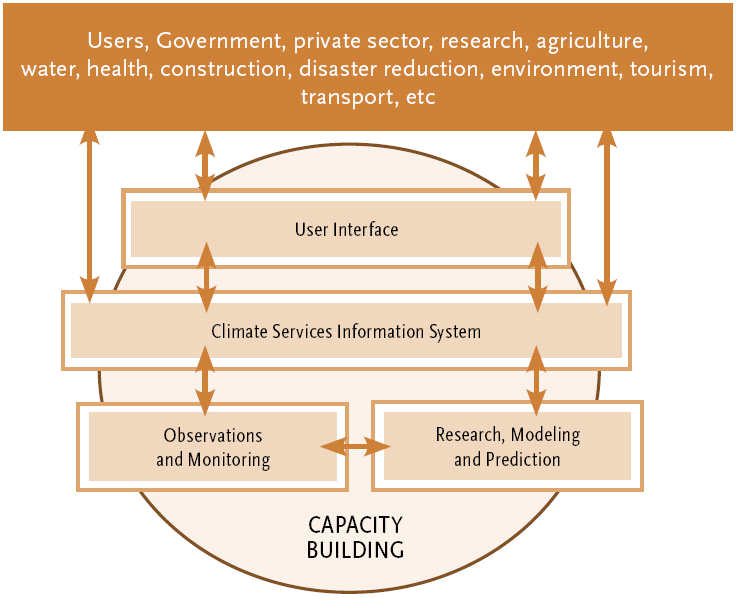 Users, Government, private sector, research, agriculture,
water, health, construction, disaster reduction, environment, tourism,
transport, etc
User Interface
Climate Services Information System
Observations
and Monitoring
Research, Modeling
and Prediction
CAPACITY
BUILDING